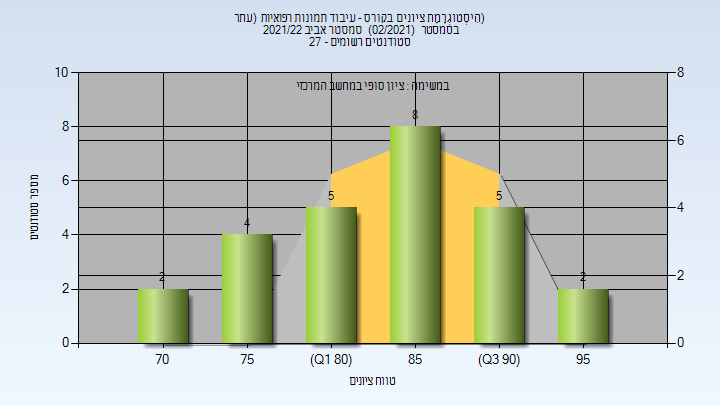 (הִיסְטוֹגְרָמַת ציונים בקורס - עיבוד תמונות רפואיות (עתר
בסמסטר (02/2021) סמסטר אביב 2021/22
סטודנטים רשומים - 27
במשימה : ציון סופי במחשב המרכזי
10 8
8 6
6 4
4 2
2 0
0
מספר סטודנטים
2 4 5 8 5 2
70 75 (Q1 80) 85 (Q3 90) 95
טווח ציונים